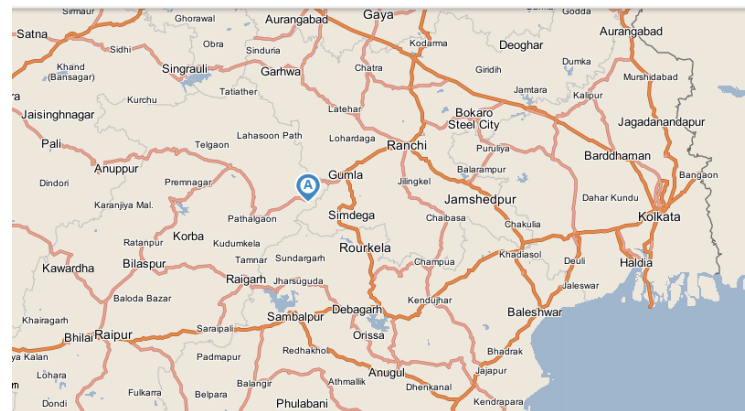 Sirmaur
Ghorawal
Aurangabad
Gaya
Godda
Satna
Sidhi
Obra
Sinduria
Kodarma
Deoghar
Aurangabad
Khand
(Bansagar)
Singrauli
Garhwa
Chatra
Giridih
Dumka
Murshidabad
Tatiather
Jamtara
Kalipur
Kurchu
Latehar
Bokaro
Steel City
Jaisinghnagar
Jagadanandapur
Lahasoon Path
Lohardaga
Ranchi
Pali
Telgaon
Puruliya
Barddhaman
Anuppur
Gumla
Balarampur
Bangaon
Dindori
Premnagar
A
Jilingkel
Jamshedpur
Dahar Kundu
Karanjiya Mal.
Pathalgaon
Simdega
Chaibasa
Chakulia
Kolkata
Korba
Ratanpur
Kudumkela
Rourkela
Khadiasol
Kawardha
Bilaspur
Tamnar
Sundargarh
Champua
Deuli
Haldia
Raigarh
Jharsuguda
Jaleswar
Baloda Bazar
Kendujhar
Khairagarh
Sambalpur
Debagarh
Baleshwar
Bhilai
Raipur
Saraipali
Orissa
ya Kalan
Padmapur
Redhakhol
Bhadrak
Lohara
Anugul
Jajapur
Fulkarra
Belpara
Balangir
Athmallik
Dhenkanal
Dondi
Phulabani
Kendrapara